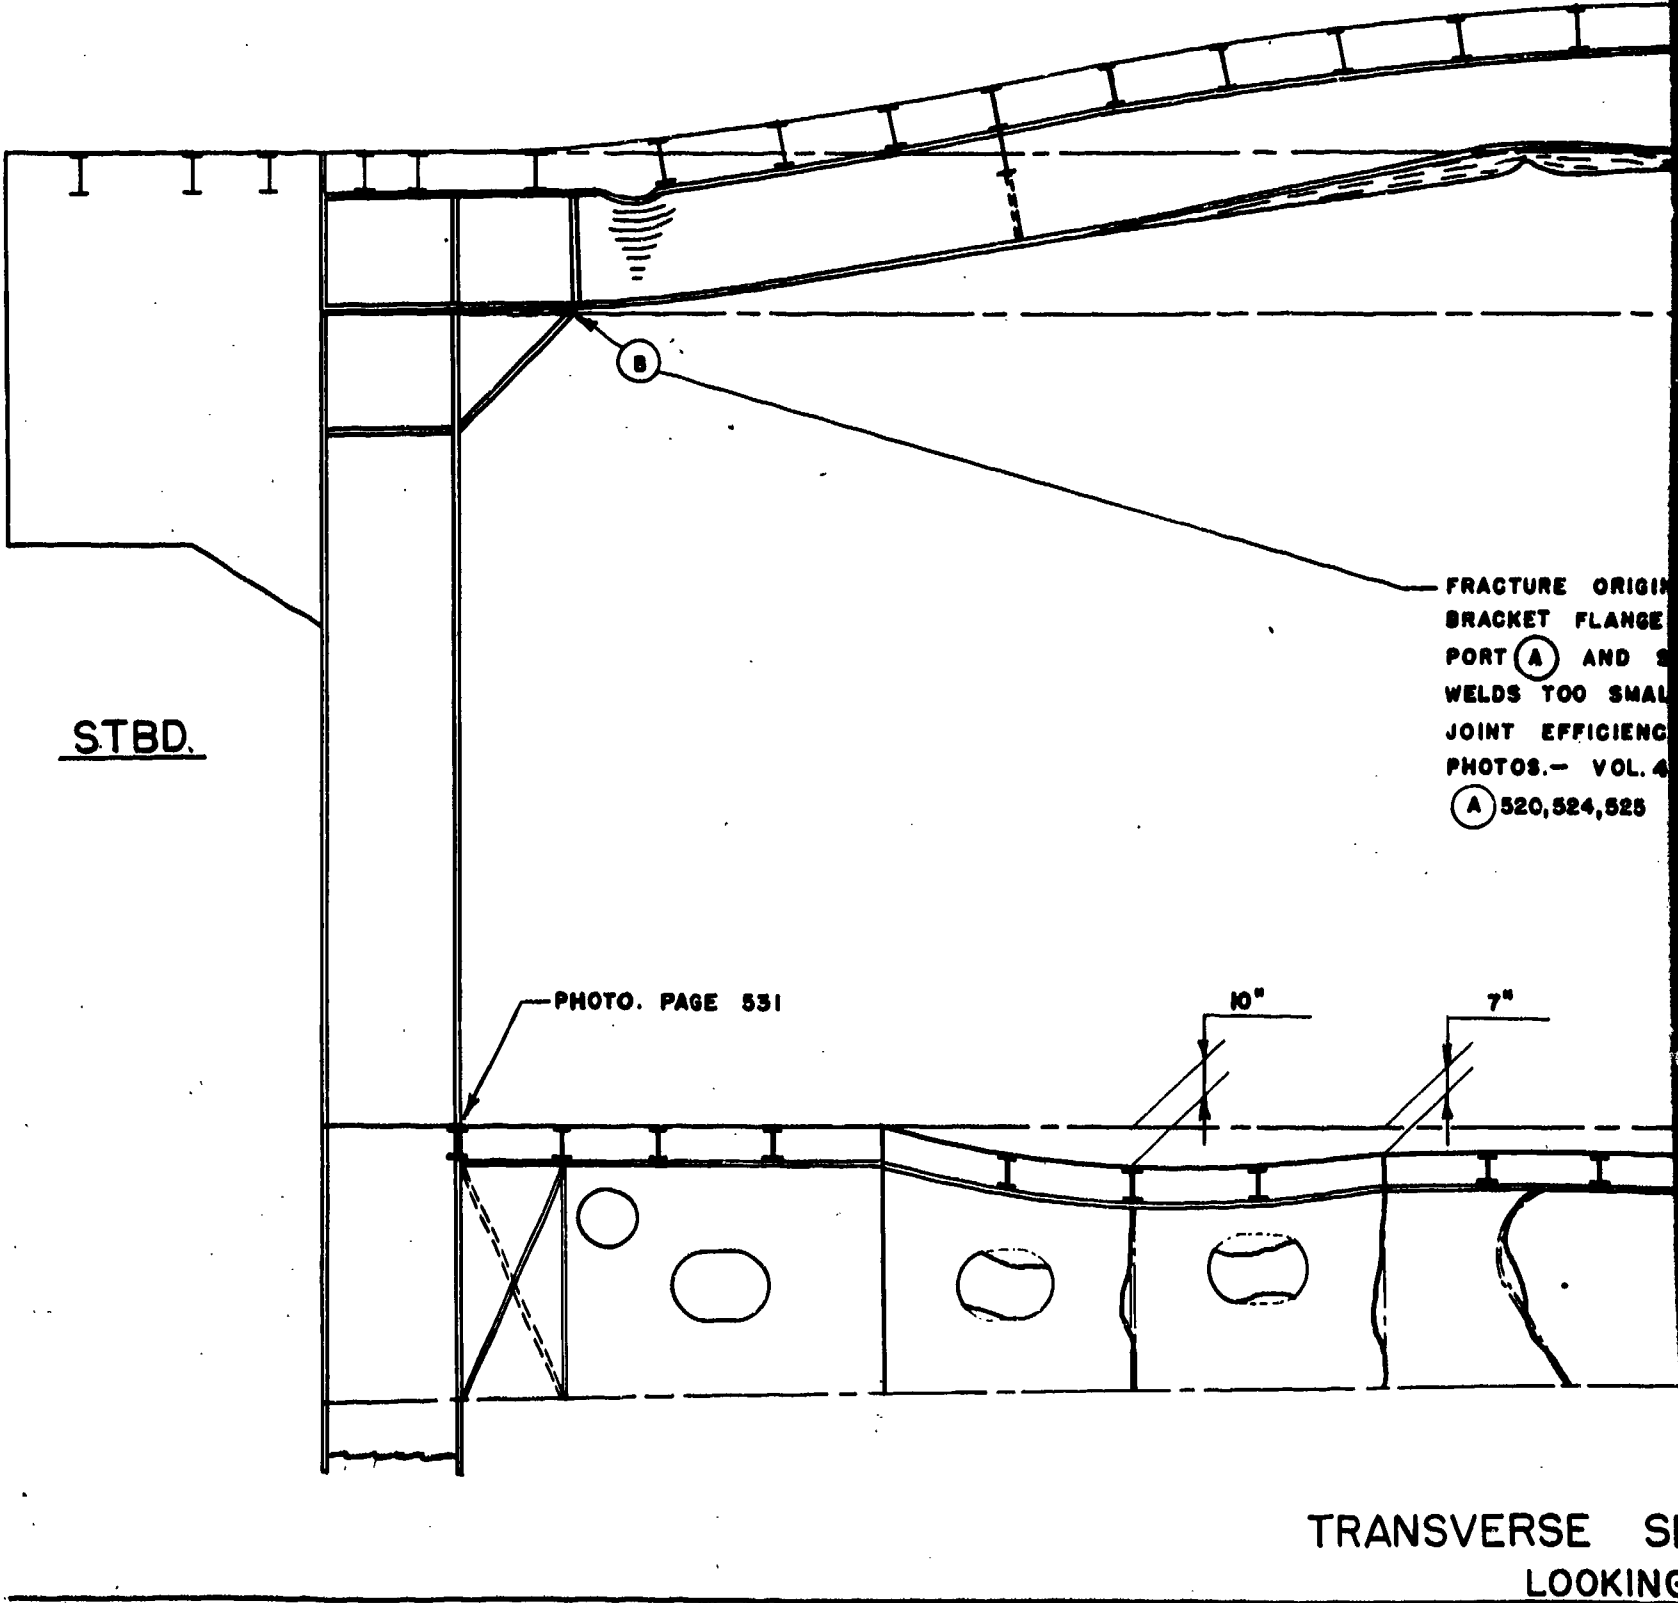 B
FRACTURE ORIGIN
BRACKET FLANGE
PORT A AND S
WELDS TOO SMAL
JOINT EFFICIENC
PHOTOS.- VOL. 4
A 520,524,525
STBD.
PHOTO. PAGE 531
10" 7"
TRANSVERSE
LOOKING